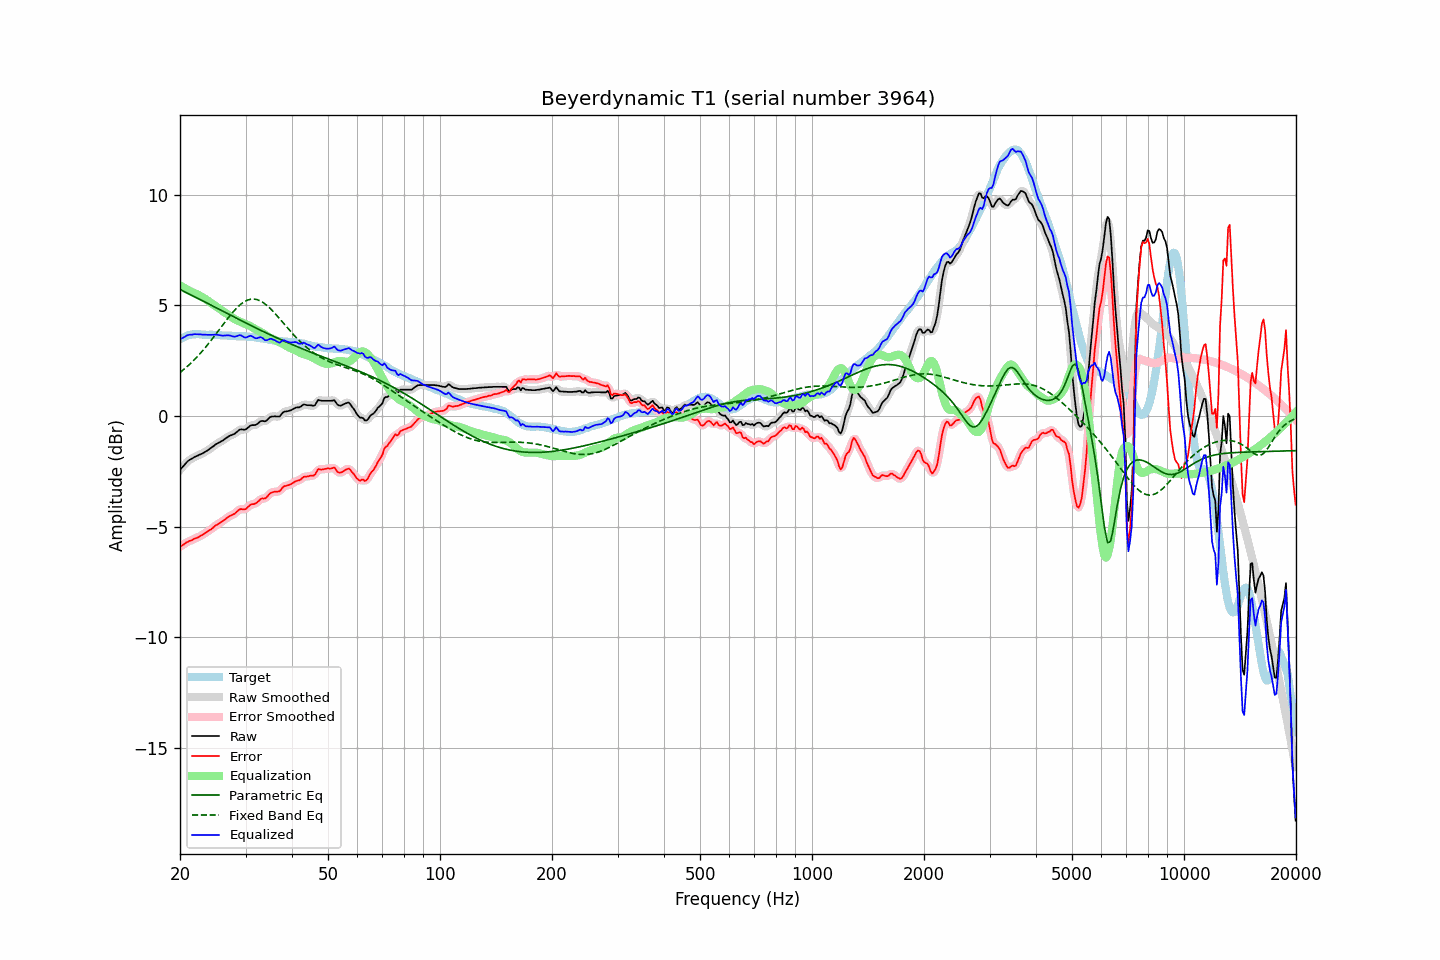 Beyerdynamic T1 (serial number 3964)
Amplitude (dBr)
10
5
0
−5
−10
−15
Target
Raw Smoothed
Error Smoothed
Raw
Error
Equalization
Parametric Eq
Fixed Band Eq
Equalized
20 50 100 200 500 1000 2000 5000 10000 20000
Frequency (Hz)